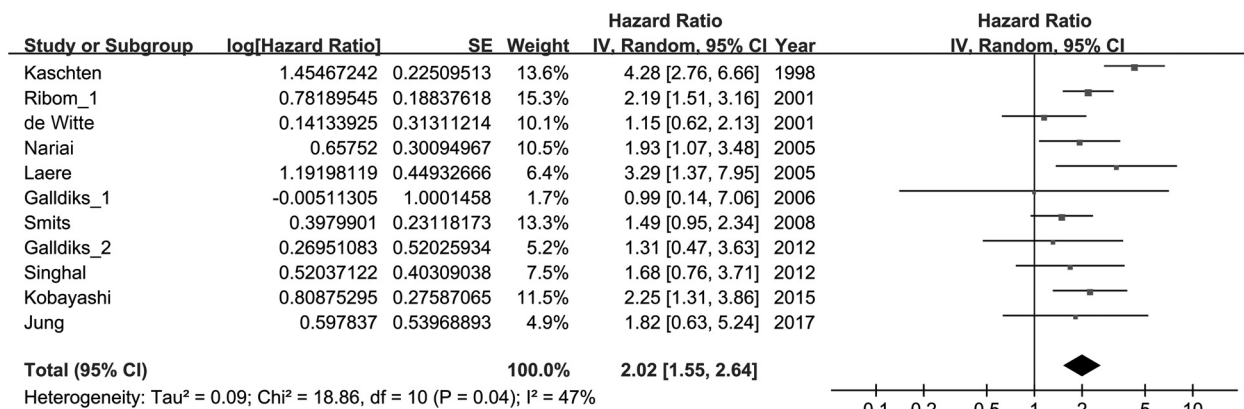 Hazard Ratio Hazard Ratio
Study or Subgroup log[Hazard Ratio] SE Weight IV, Random, 95% CI Year IV, Random, 95% CI
Kaschten 1.45467242 0.22509513 13.6% 4.28 [2.76, 6.66] 1998
Ribom_1 0.78189545 0.18837618 15.3% 2.19 [1.51, 3.16] 2001
de Witte 0.14133925 0.31311214 10.1% 1.15 [0.62, 2.13] 2001
Nariai 0.65752 0.30094967 10.5% 1.93 [1.07, 3.48] 2005
Laere 1.19198119 0.44932666 6.4% 3.29 [1.37, 7.95] 2005
Galldiks_1 -0.00511305 1.0001458 1.7% 0.99 [0.14, 7.06] 2006
Smits 0.3979901 0.23118173 13.3% 1.49 [0.95, 2.34] 2008
Galldiks_2 0.26951083 0.52025934 5.2% 1.31 [0.47, 3.63] 2012
Singhal 0.52037122 0.40309038 7.5% 1.68 [0.76, 3.71] 2012
Kobayashi 0.80875295 0.27587065 11.5% 2.25 [1.31, 3.86] 2015
Jung 0.597837 0.53968893 4.9% 1.82 [0.63, 5.24] 2017
Total (95% CI) 100.0% 2.02 [1.55, 2.64]
Heterogeneity: Tau² = 0.09; Chi² = 18.86, df = 10 (P = 0.04); I² = 47%
0.1 0.2 0.5 1 2 5 10